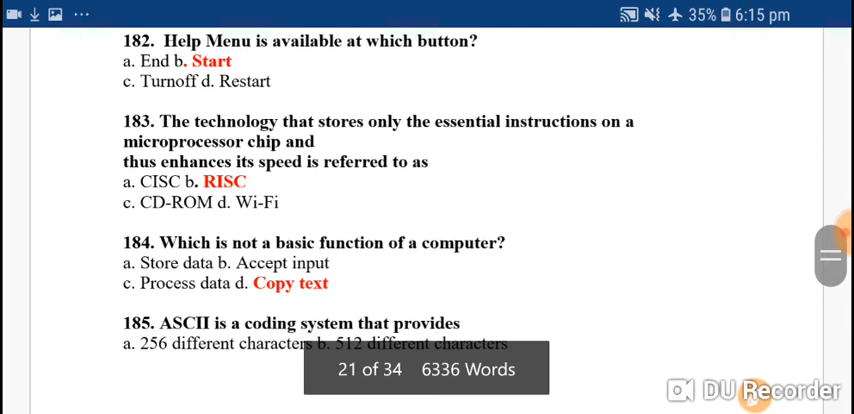 35% 6:15 pm
182. Help Menu is available at which button?
a. End b. Start
c. Turnoff d. Restart
183. The technology that stores only the essential instructions on a
microprocessor chip and
thus enhances its speed is referred to as
a. CISC b. RISC
c. CD-ROM d. Wi-Fi
184. Which is not a basic function of a computer?
a. Store data b. Accept input
c. Process data d. Copy text
185. ASCII is a coding system that provides
a. 256 different characters b. 512 different characters
21 of 34 6336 Words
DU Recorder